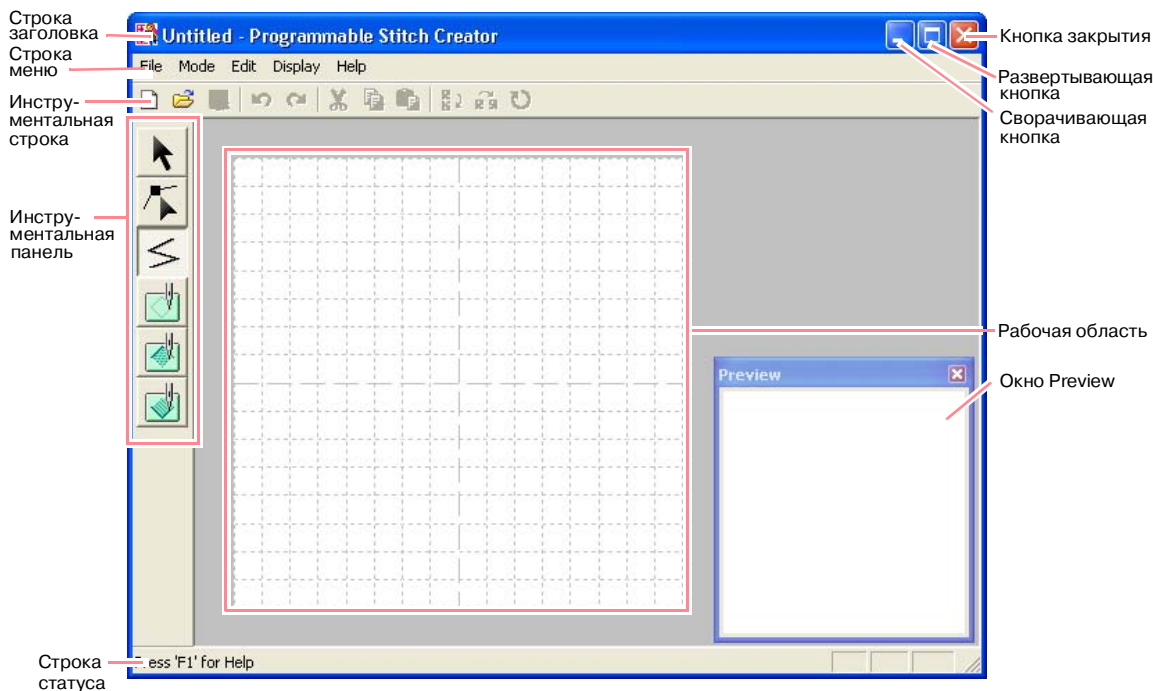 Строка
заголовка
Строка
меню
Инстру-
ментальная
строка
Инстру-
ментальная
панель
Строка
статуса
Untitled - Programmable Stitch Creator
File Mode Edit Display Help
Preview
Press 'F1' for Help
Кнопка закрытия
Развертывающая
кнопка
Сворачивающая
кнопка
Рабочая область
Окно Preview